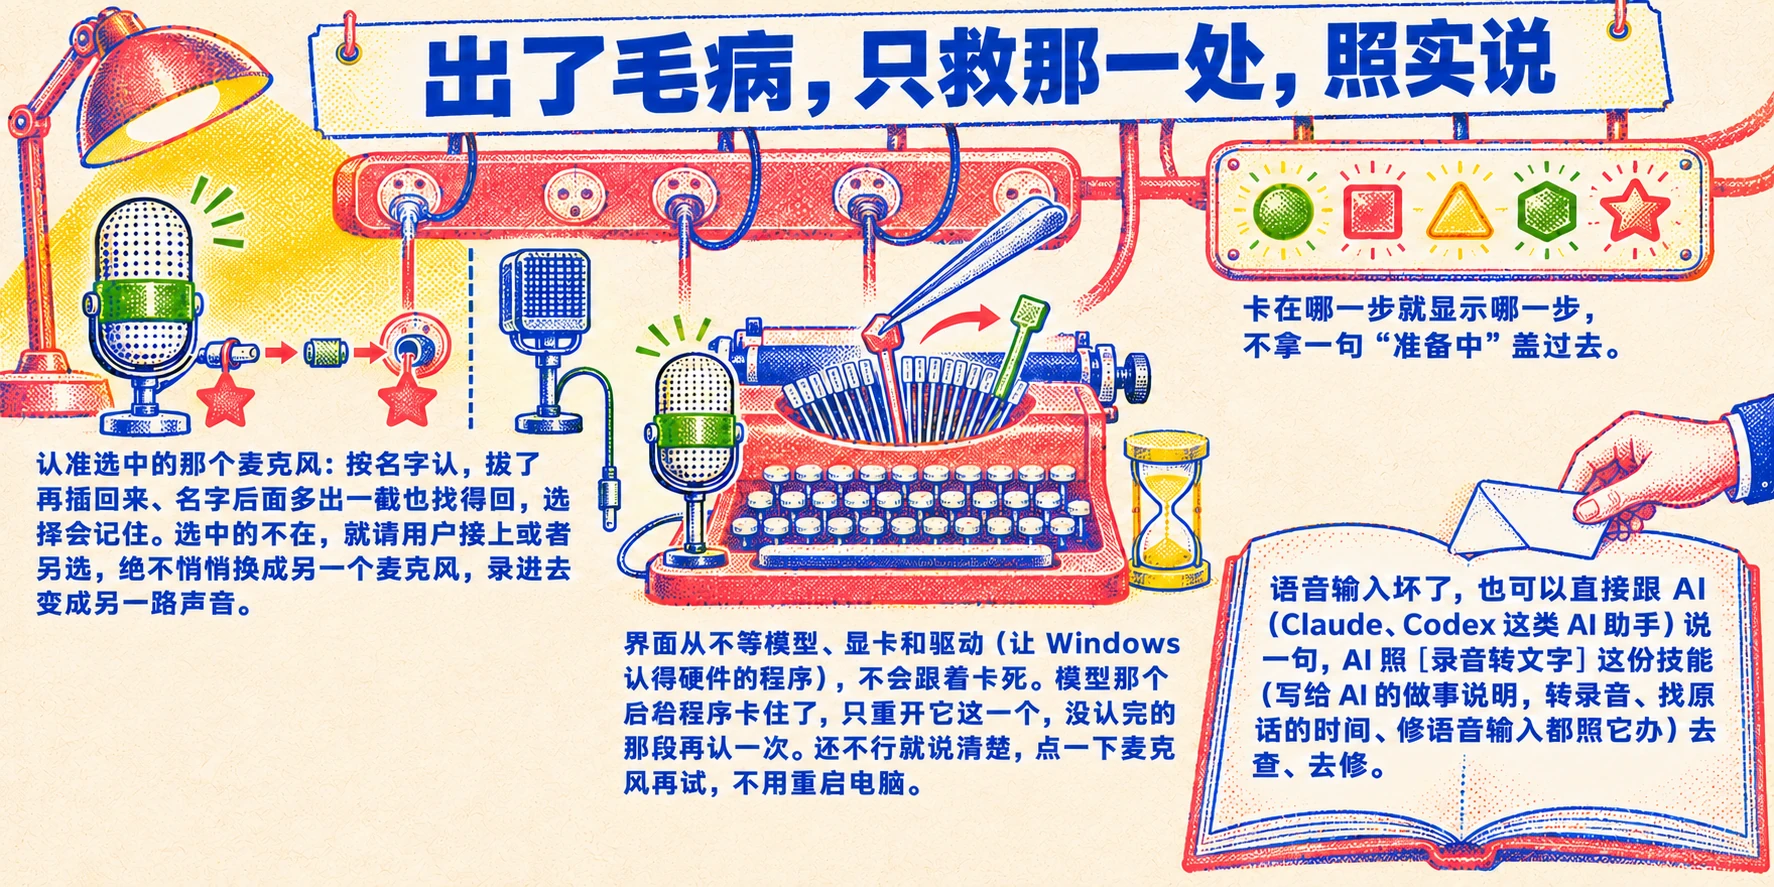 出了毛病，只救那一处，照实说
卡在哪一步就显示哪一步，
不拿一句“准备中”盖过去。
认准选中的那个麦克风：按名字认，拔了
再插回来、名字后面多出一截也找得回，选
择会记住。选中的不在，就请用户接上或者
另选，绝不悄悄换成另一个麦克风，录进去
变成另一路声音。
界面从不等模型、显卡和驱动（让 Windows
认得硬件的程序），不会跟着卡死。模型那个
后台程序卡住了，只重开它这一个，没认完的
那段再认一次。还不行就说清楚，点一下麦克
风再试，不用重启电脑。
语音输入坏了，也可以直接跟 AI
（Claude、Codex 这类 AI 助手）说
一句，AI 照［录音转文字］这份技能
（写给 AI 的做事说明，转录音、找原
话的时间、修语音输入都照它办）去
查、去修。